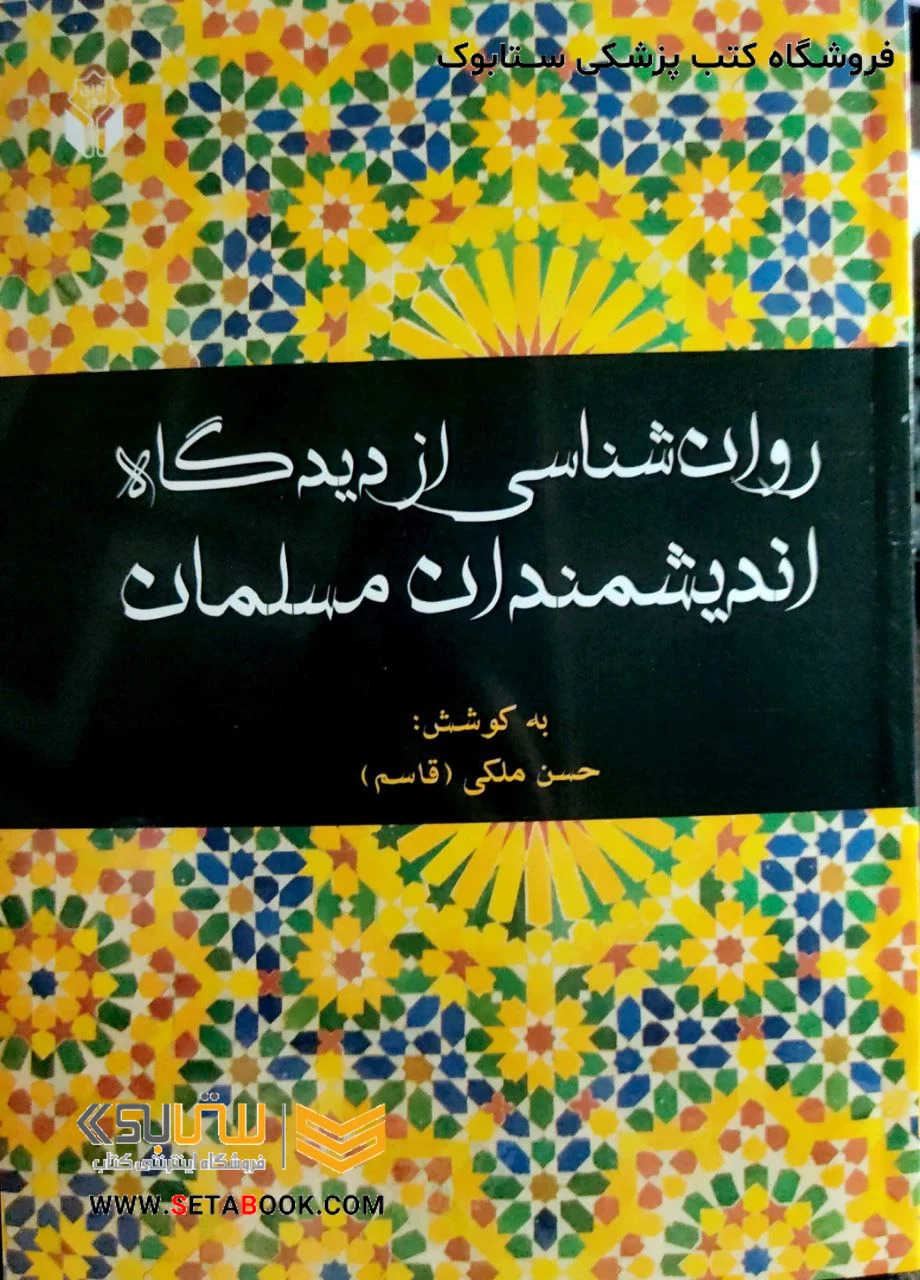 فروشگاه کتب پزشکی ستابوک
روان‌شناسی از دیدگاه
اندیشمندان مسلمان
به کوشش:
حسن ملکی (قاسم)
ستابوک
فروشگاه اینترنتی کتاب
WWW.SETABOOK.COM